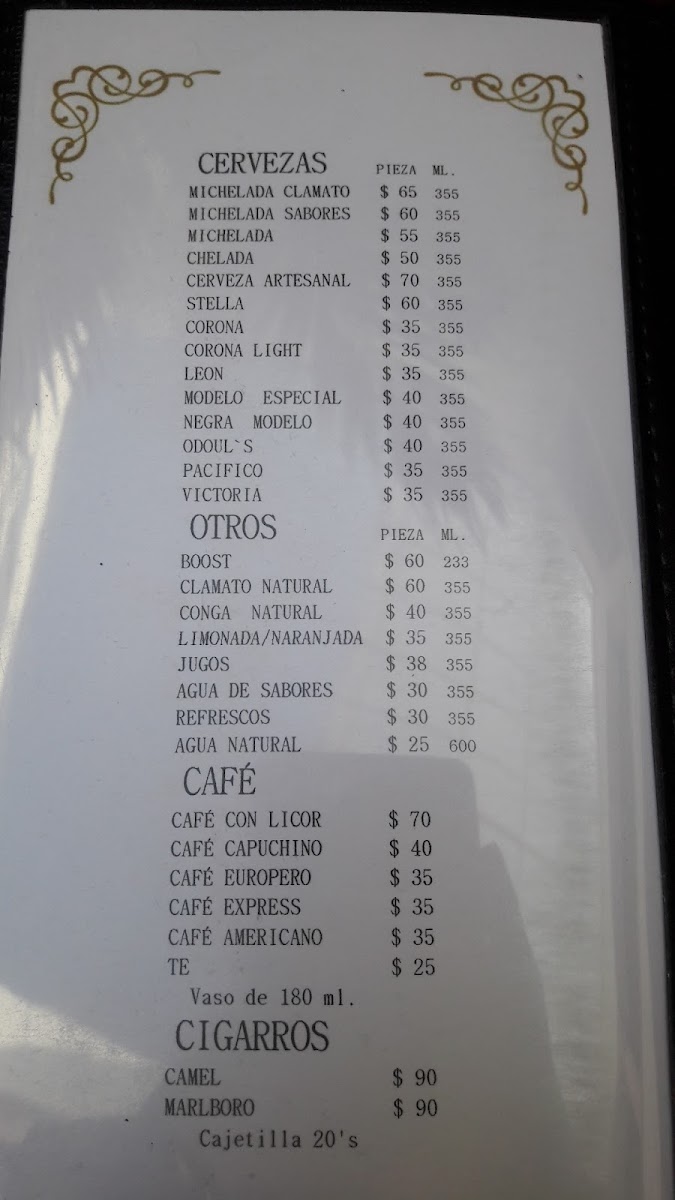 CERVEZAS PIEZA ML.
MICHELADA CLAMATO $ 65 355
MICHELADA SABORES $ 60 355
MICHELADA $ 55 355
CHELADA $ 50 355
CERVEZA ARTESANAL $ 70 355
STELLA $ 60 355
CORONA $ 35 355
CORONA LIGHT $ 35 355
LEON $ 35 355
MODELO ESPECIAL $ 40 355
NEGRA MODELO $ 40 355
ODOUL`S $ 40 355
PACIFICO $ 35 355
VICTORIA $ 35 355
OTROS PIEZA ML.
BOOST $ 60 233
CLAMATO NATURAL $ 60 355
CONGA NATURAL $ 40 355
LIMONADA/NARANJADA $ 35 355
JUGOS $ 38 355
AGUA DE SABORES $ 30 355
REFRESCOS $ 30 355
AGUA NATURAL $ 25 600
CAFÉ
CAFÉ CON LICOR $ 70
CAFÉ CAPUCHINO $ 40
CAFÉ EUROPERO $ 35
CAFÉ EXPRESS $ 35
CAFÉ AMERICANO $ 35
TE $ 25
Vaso de 180 ml.
CIGARROS
CAMEL $ 90
MARLBORO $ 90
Cajetilla 20's